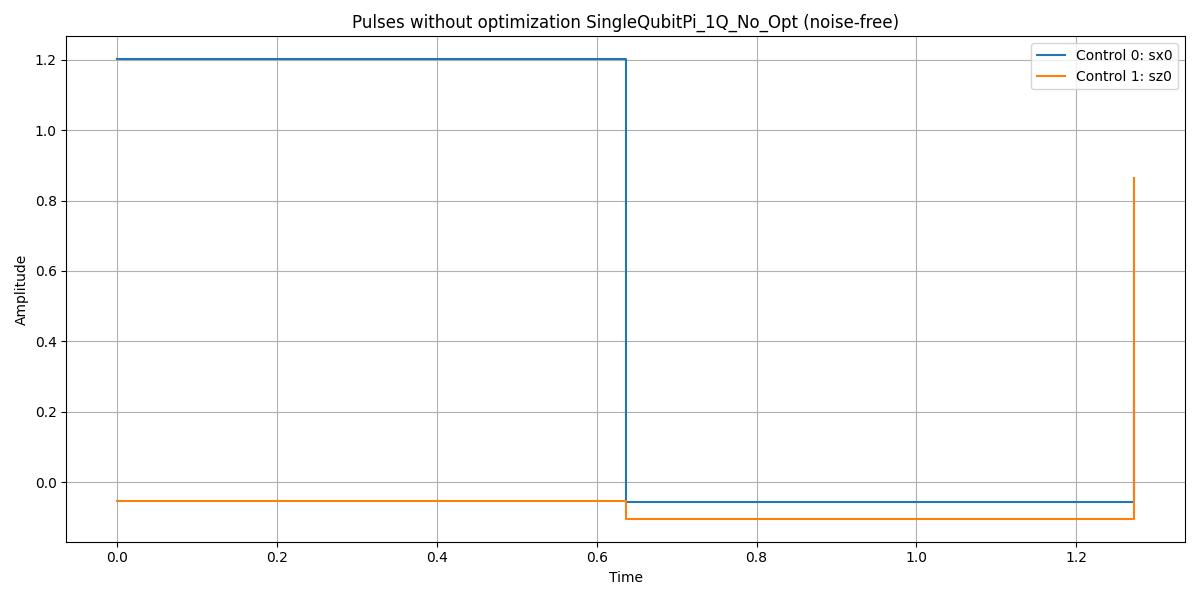 Pulses without optimization SingleQubitPi_1Q_No_Opt (noise-free)
Control 0: sx0
Control 1: sz0
Amplitude
1.2
1.0
0.8
0.6
0.4
0.2
0.0
0.0 0.2 0.4 0.6 0.8 1.0 1.2
Time